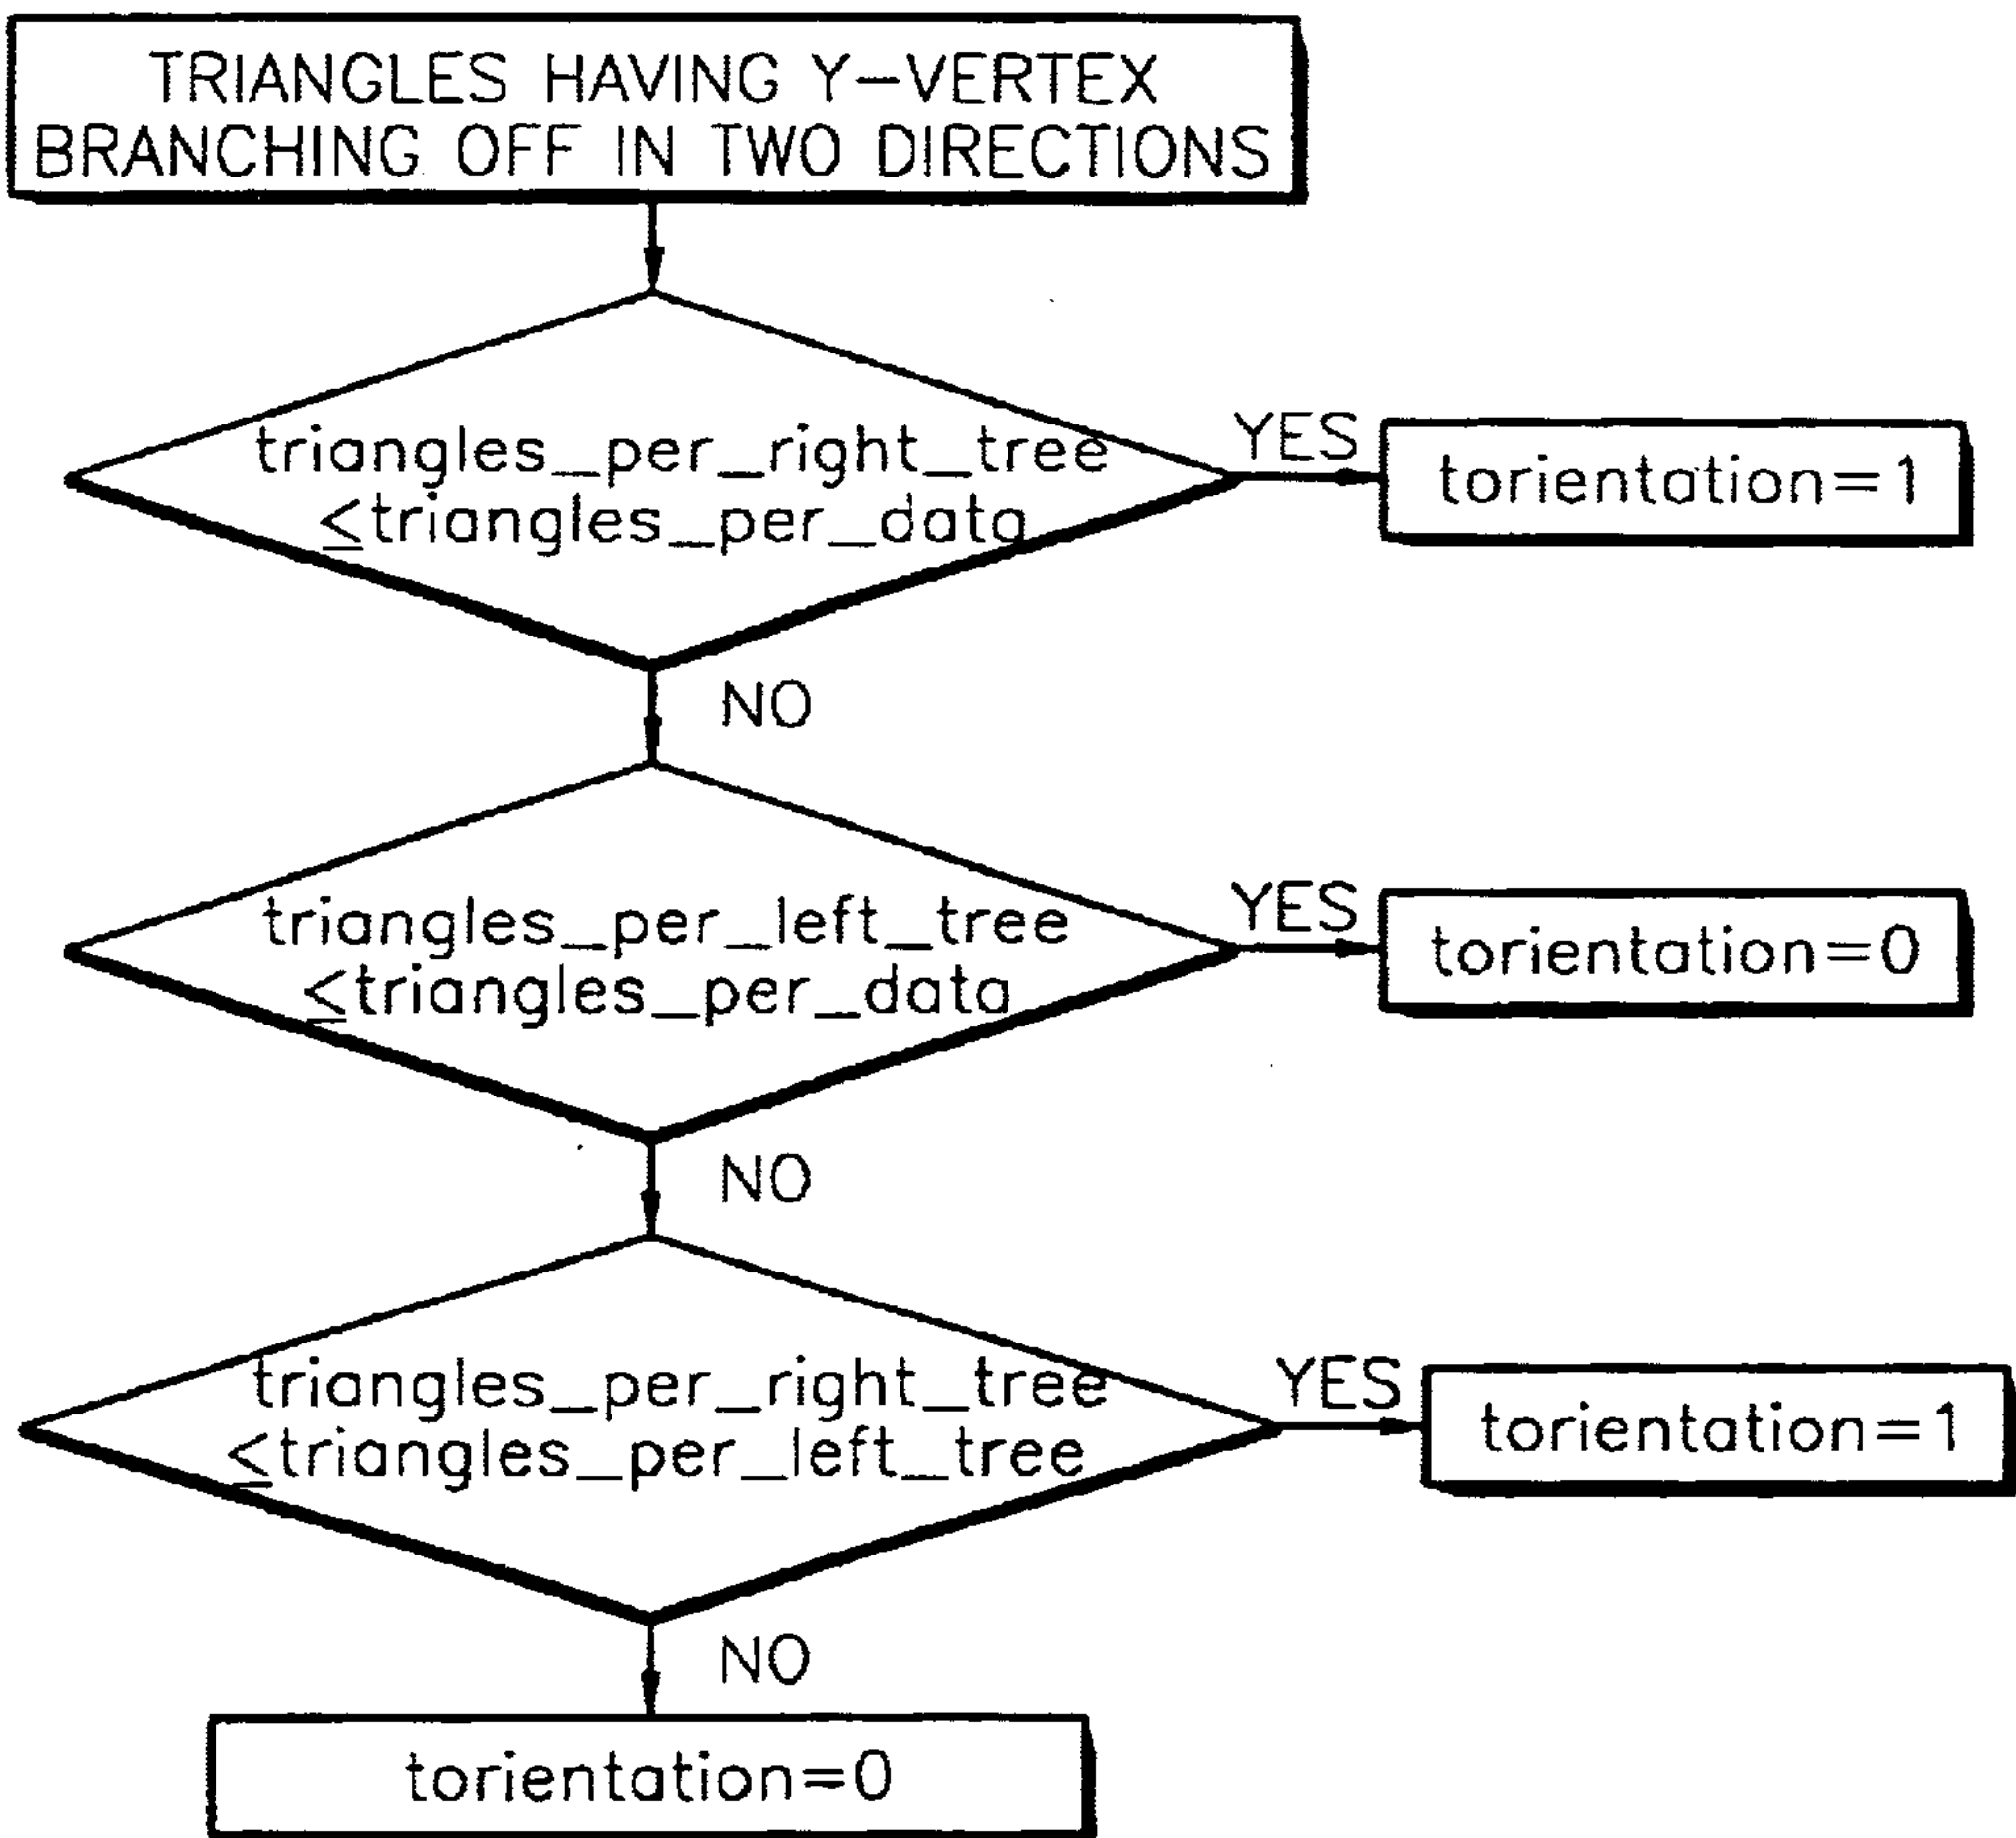 TRIANGLES HAVING Y-VERTEX
BRANCHING OFF IN TWO DIRECTIONS
triangles_per_right_tree
≤triangles_per_data
YES
torientation=1
NO
triangles_per_left_tree
≤triangles_per_data
YES
torientation=0
NO
triangles_per_right_tree
≤triangles_per_left_tree
YES
torientation=1
NO
torientation=0